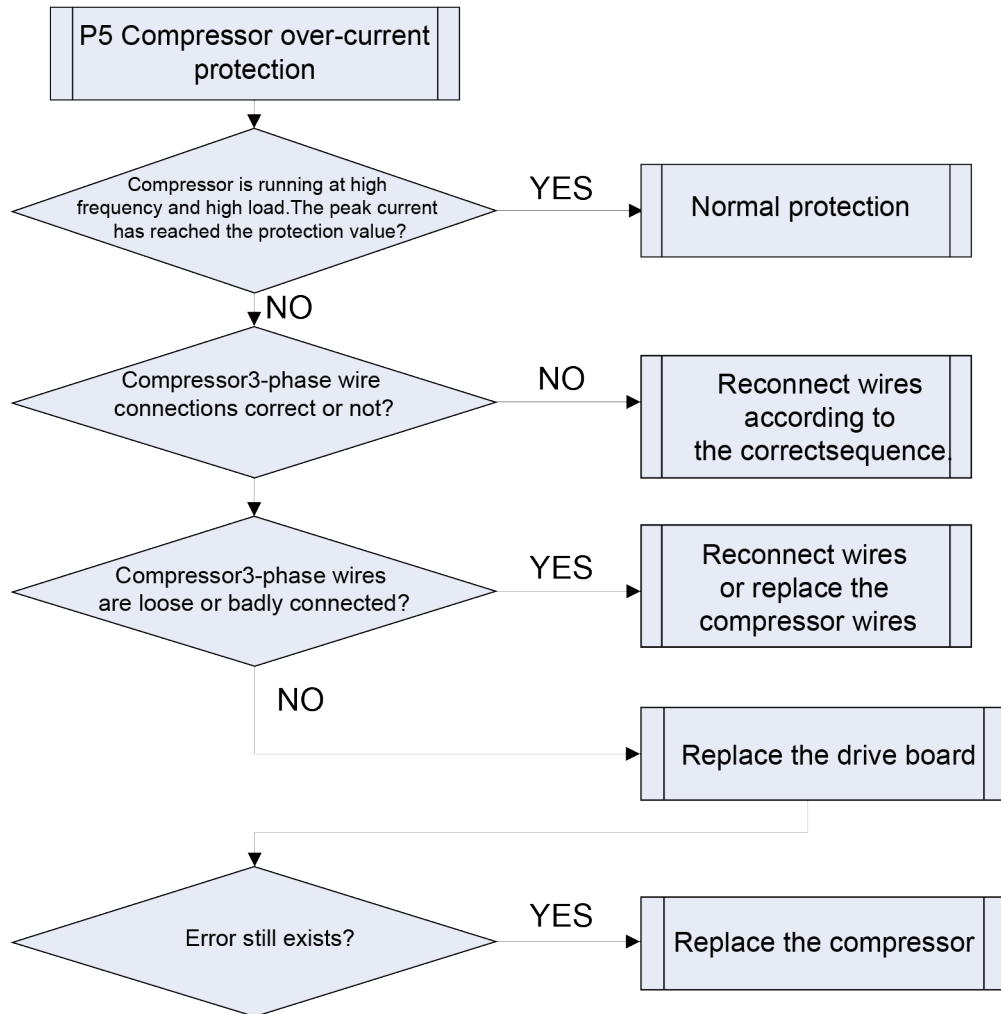 P5 Compressor over-current
protection
Compressor is running at high
frequency and high load.The peak current
has reached the protection value?
YES
Normal protection
NO
Compressor3-phase wire
connections correct or not?
NO
Reconnect wires
according to
the correctsequence.
Compressor3-phase wires
are loose or badly connected?
YES
Reconnect wires
or replace the
compressor wires
NO
Replace the drive board
Error still exists?
YES
Replace the compressor